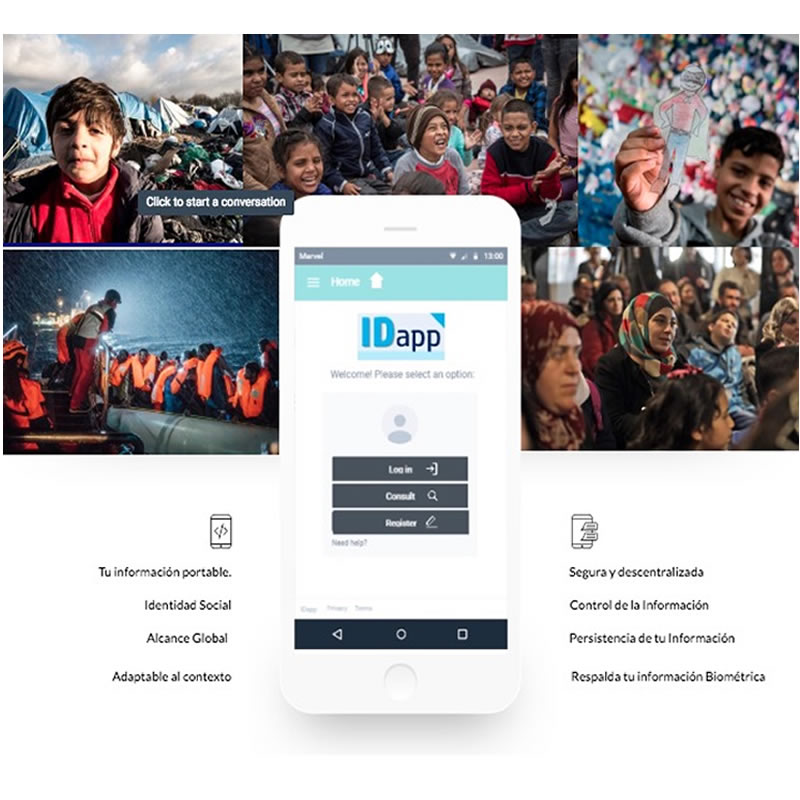 Click to start a conversation
Marvel 13:00
Home
IDapp
Welcome! Please select an option:
Log in
Consult
Register
Need help?
IDapp Privacy Terms
Tu información portable.
Identidad Social
Alcance Global
Adaptable al contexto
Segura y descentralizada
Control de la Información
Persistencia de tu Información
Respalda tu información Biométrica